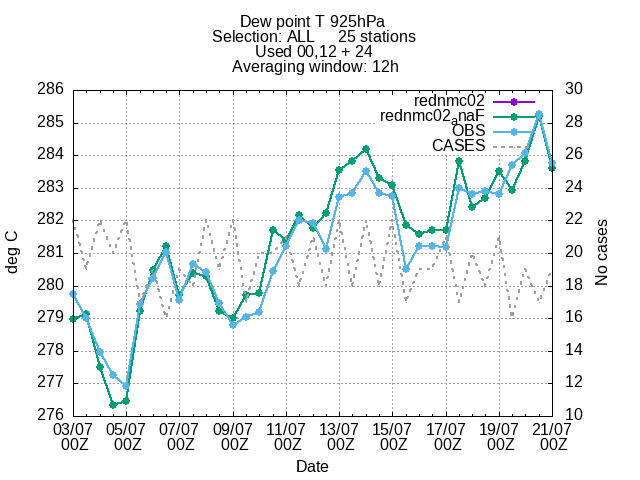 Dew point T 925hPa
Selection: ALL 25 stations
Used 00,12 + 24
Averaging window: 12h
286 30
rednmc02
rednmc02anaF
285 28
OBS
CASES
284 26
283 24
282 22
281 20
280 18
279 16
278 14
277 12
276 10
deg C
No cases
03/07 05/07 07/07 09/07 11/07 13/07 15/07 17/07 19/07 21/07
00Z 00Z 00Z 00Z 00Z 00Z 00Z 00Z 00Z 00Z
Date